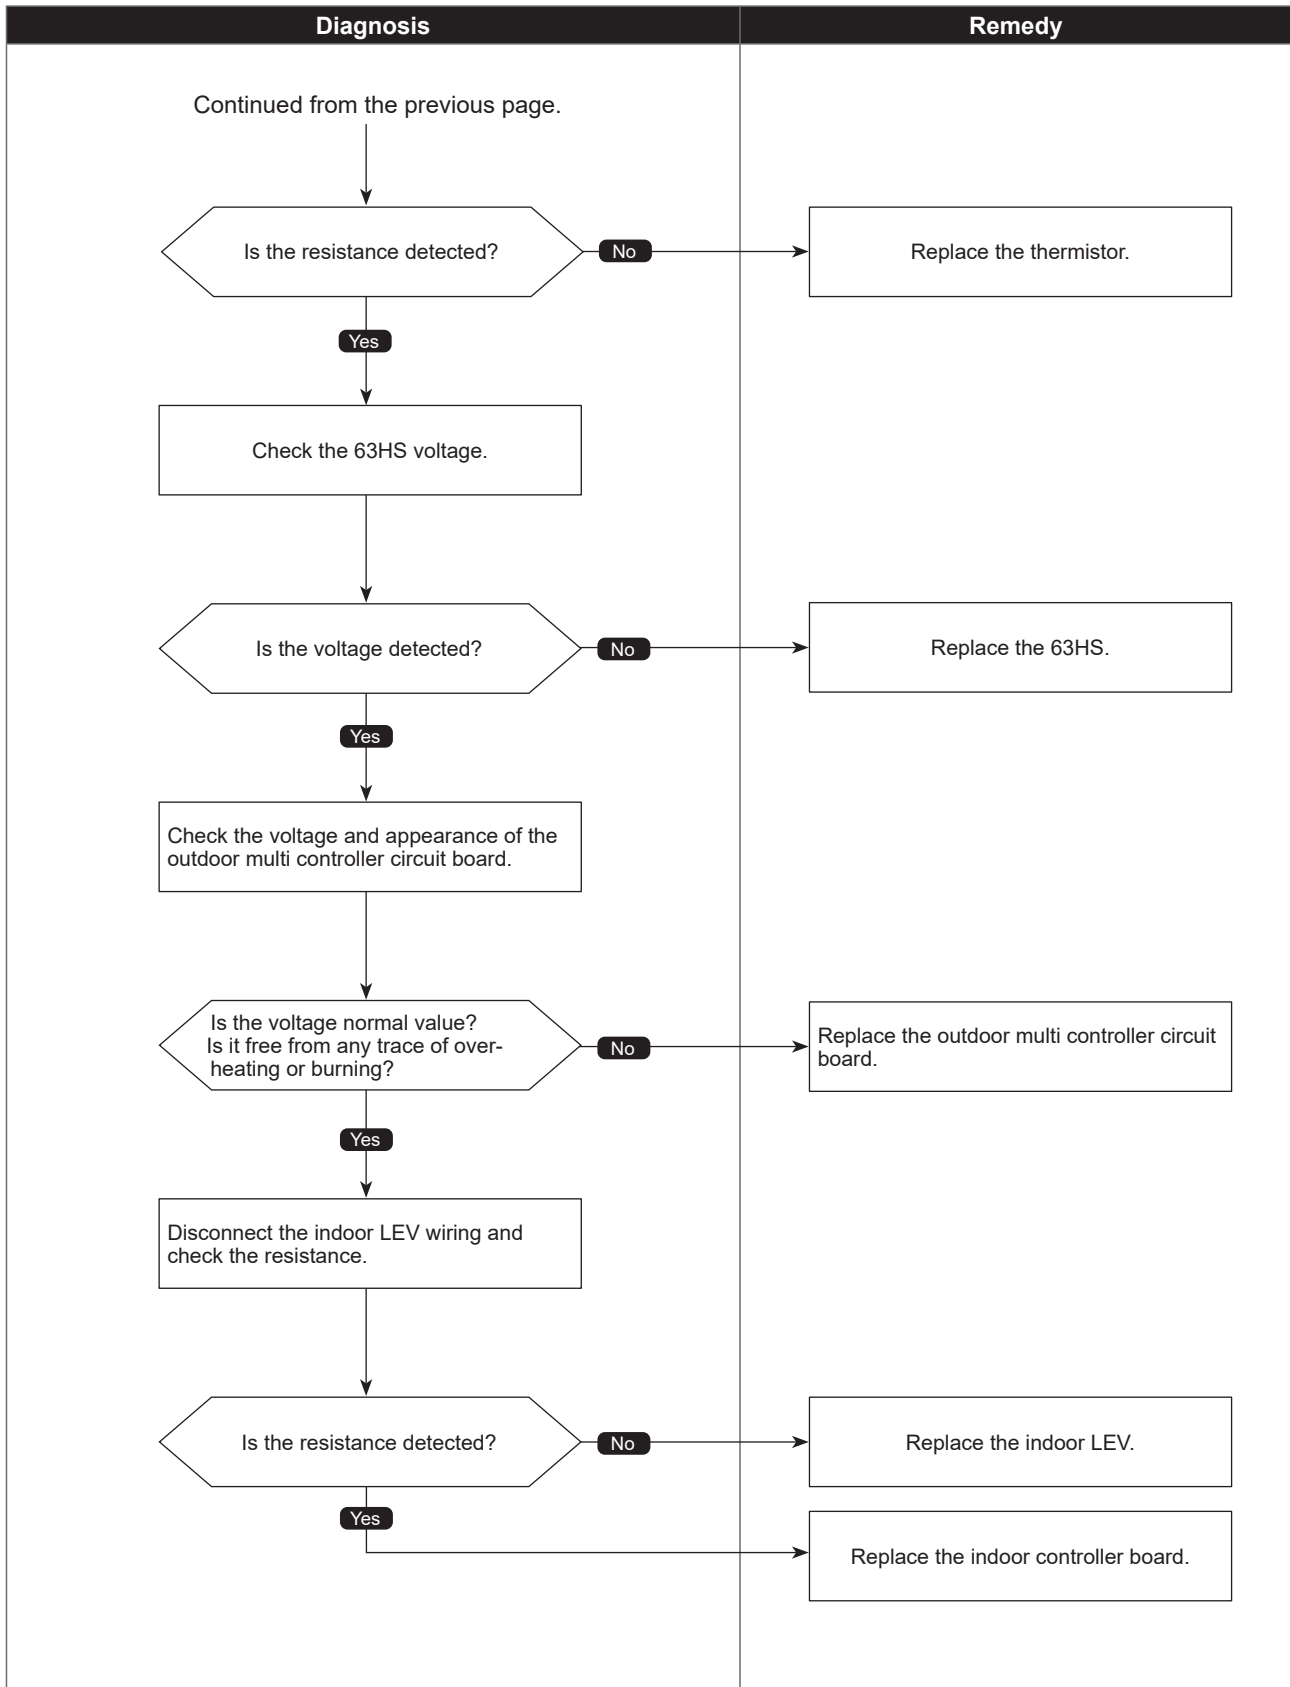 Diagnosis
Remedy
Continued from the previous page.
Is the resistance detected?
No
Replace the thermistor.
Yes
Check the 63HS voltage.
Is the voltage detected?
No
Replace the 63HS.
Yes
Check the voltage and appearance of the
outdoor multi controller circuit board.
Is the voltage normal value?
Is it free from any trace of over-
heating or burning?
No
Replace the outdoor multi controller circuit
board.
Yes
Disconnect the indoor LEV wiring and
check the resistance.
Is the resistance detected?
No
Replace the indoor LEV.
Yes
Replace the indoor controller board.